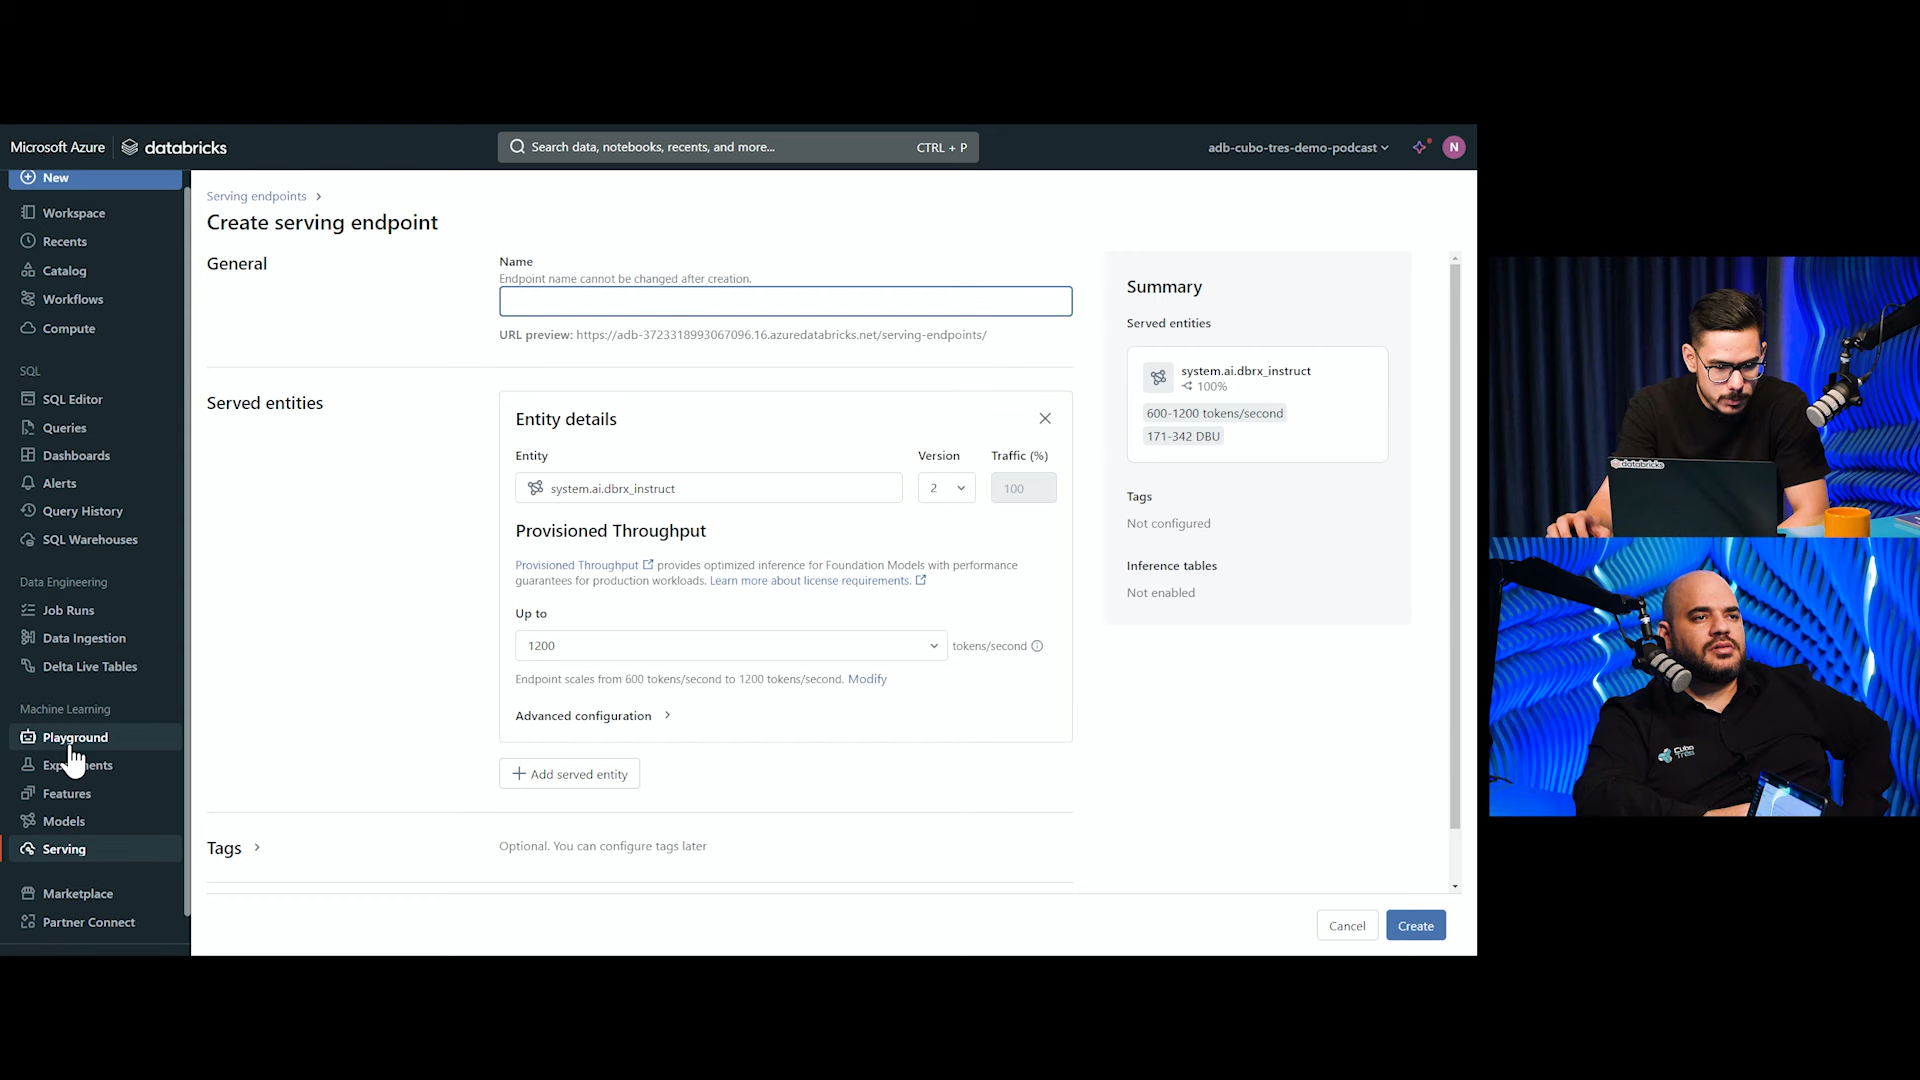 Microsoft Azure databricks
Search data, notebooks, recents, and more... CTRL + P
adb-cubo-tres-demo-podcast N
New
Workspace
Recents
Catalog
Workflows
Compute
SQL
SQL Editor
Queries
Dashboards
Alerts
Query History
SQL Warehouses
Data Engineering
Job Runs
Data Ingestion
Delta Live Tables
Machine Learning
Playground
Features
Models
Serving
Marketplace
Partner Connect
Serving endpoints >
Create serving endpoint
General
Name
Endpoint name cannot be changed after creation.
URL preview: https://adb-3723318993067096.16.azuredatabricks.net/serving-endpoints/
Served entities
Entity details
Entity Version Traffic (%)
system.ai.dbrx_instruct 2 100
Provisioned Throughput
Provisioned Throughput provides optimized inference for Foundation Models with performance
guarantees for production workloads. Learn more about license requirements.
Up to
1200 tokens/second
Endpoint scales from 600 tokens/second to 1200 tokens/second. Modify
Advanced configuration >
+ Add served entity
Tags > Optional. You can configure tags later
Summary
Served entities
system.ai.dbrx_instruct
100%
600-1200 tokens/second
171-342 DBU
Tags
Not configured
Inference tables
Not enabled
Cancel Create
databricks
Cubo
Três